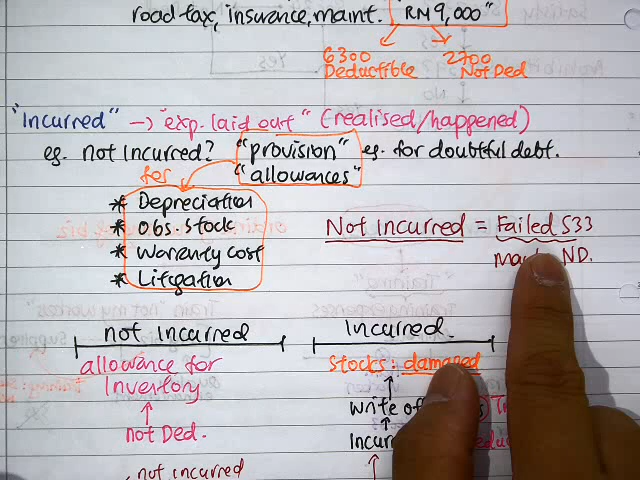 road tax, insurance, maint. RM9,000"
6300 2700
Deductible Not Ded
"Incurred" → "exp. laid out" (realised/happened)
eg. not incurred? "provision" eg. for doubtful debt.
for "allowances"
* Depreciation
* obs. stock
* warranty cost
* Litigation
Not incurred = Failed S33
ND.
not incurred Incurred.
allowance for
Inventory
Stocks: damaged
write of
not Ded.
Incur
not incurred